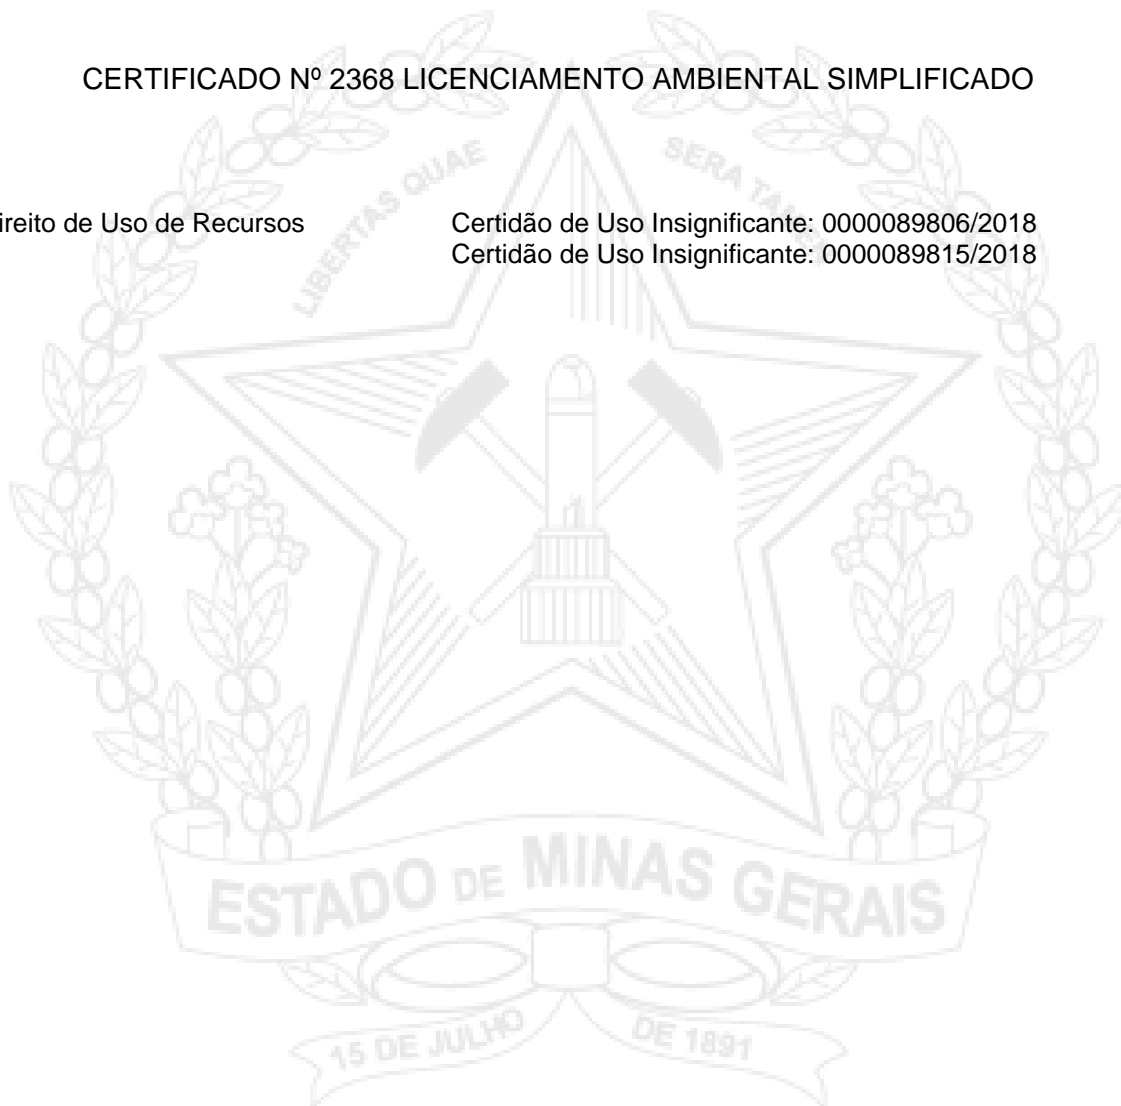 CERTIFICADO Nº 2368 LICENCIAMENTO AMBIENTAL SIMPLIFICADO
LIBERTAS QUAE SERA
ireito de Uso de Recursos Certidão de Uso Insignificante: 0000089806/2018
Certidão de Uso Insignificante: 0000089815/2018
ESTADO DE MINAS GERAIS
15 DE JULHO DE 1891